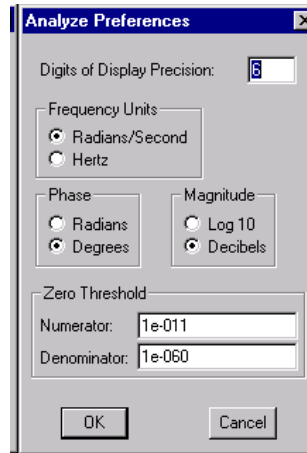 Analyze Preferences
Digits of Display Precision: 6
Frequency Units
Radians/Second
Hertz
Phase
Radians
Degrees
Magnitude
Log 10
Decibels
Zero Threshold
Numerator: 1e-011
Denominator: 1e-060
OK Cancel